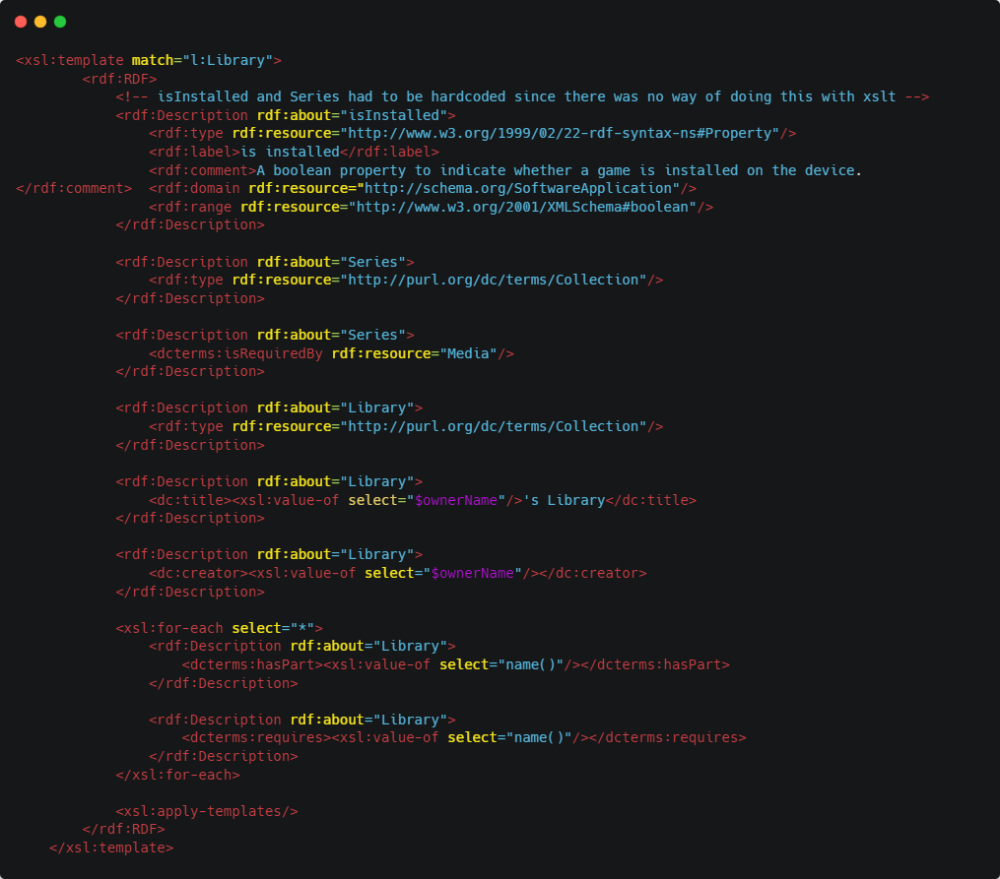 <xsl:template match="l:Library">
        <rdf:RDF>
            <!-- isInstalled and Series had to be hardcoded since there was no way of doing this with xslt -->
            <rdf:Description rdf:about="isInstalled">
                <rdf:type rdf:resource="http://www.w3.org/1999/02/22-rdf-syntax-ns#Property"/>
                <rdf:label>is installed</rdf:label>
                <rdf:comment>A boolean property to indicate whether a game is installed on the device.
</rdf:comment>  <rdf:domain rdf:resource="http://schema.org/SoftwareApplication"/>
                <rdf:range rdf:resource="http://www.w3.org/2001/XMLSchema#boolean"/>
            </rdf:Description>

            <rdf:Description rdf:about="Series">
                <rdf:type rdf:resource="http://purl.org/dc/terms/Collection"/>
            </rdf:Description>

            <rdf:Description rdf:about="Series">
                <dcterms:isRequiredBy rdf:resource="Media"/>
            </rdf:Description>

            <rdf:Description rdf:about="Library">
                <rdf:type rdf:resource="http://purl.org/dc/terms/Collection"/>
            </rdf:Description>

            <rdf:Description rdf:about="Library">
                <dc:title><xsl:value-of select="$ownerName"/>'s Library</dc:title>
            </rdf:Description>

            <rdf:Description rdf:about="Library">
                <dc:creator><xsl:value-of select="$ownerName"/></dc:creator>
            </rdf:Description>

            <xsl:for-each select="*">
                <rdf:Description rdf:about="Library">
                    <dcterms:hasPart><xsl:value-of select="name()"/></dcterms:hasPart>
                </rdf:Description>

                <rdf:Description rdf:about="Library">
                    <dcterms:requires><xsl:value-of select="name()"/></dcterms:requires>
                </rdf:Description>
            </xsl:for-each>

            <xsl:apply-templates/>
        </rdf:RDF>
    </xsl:template>